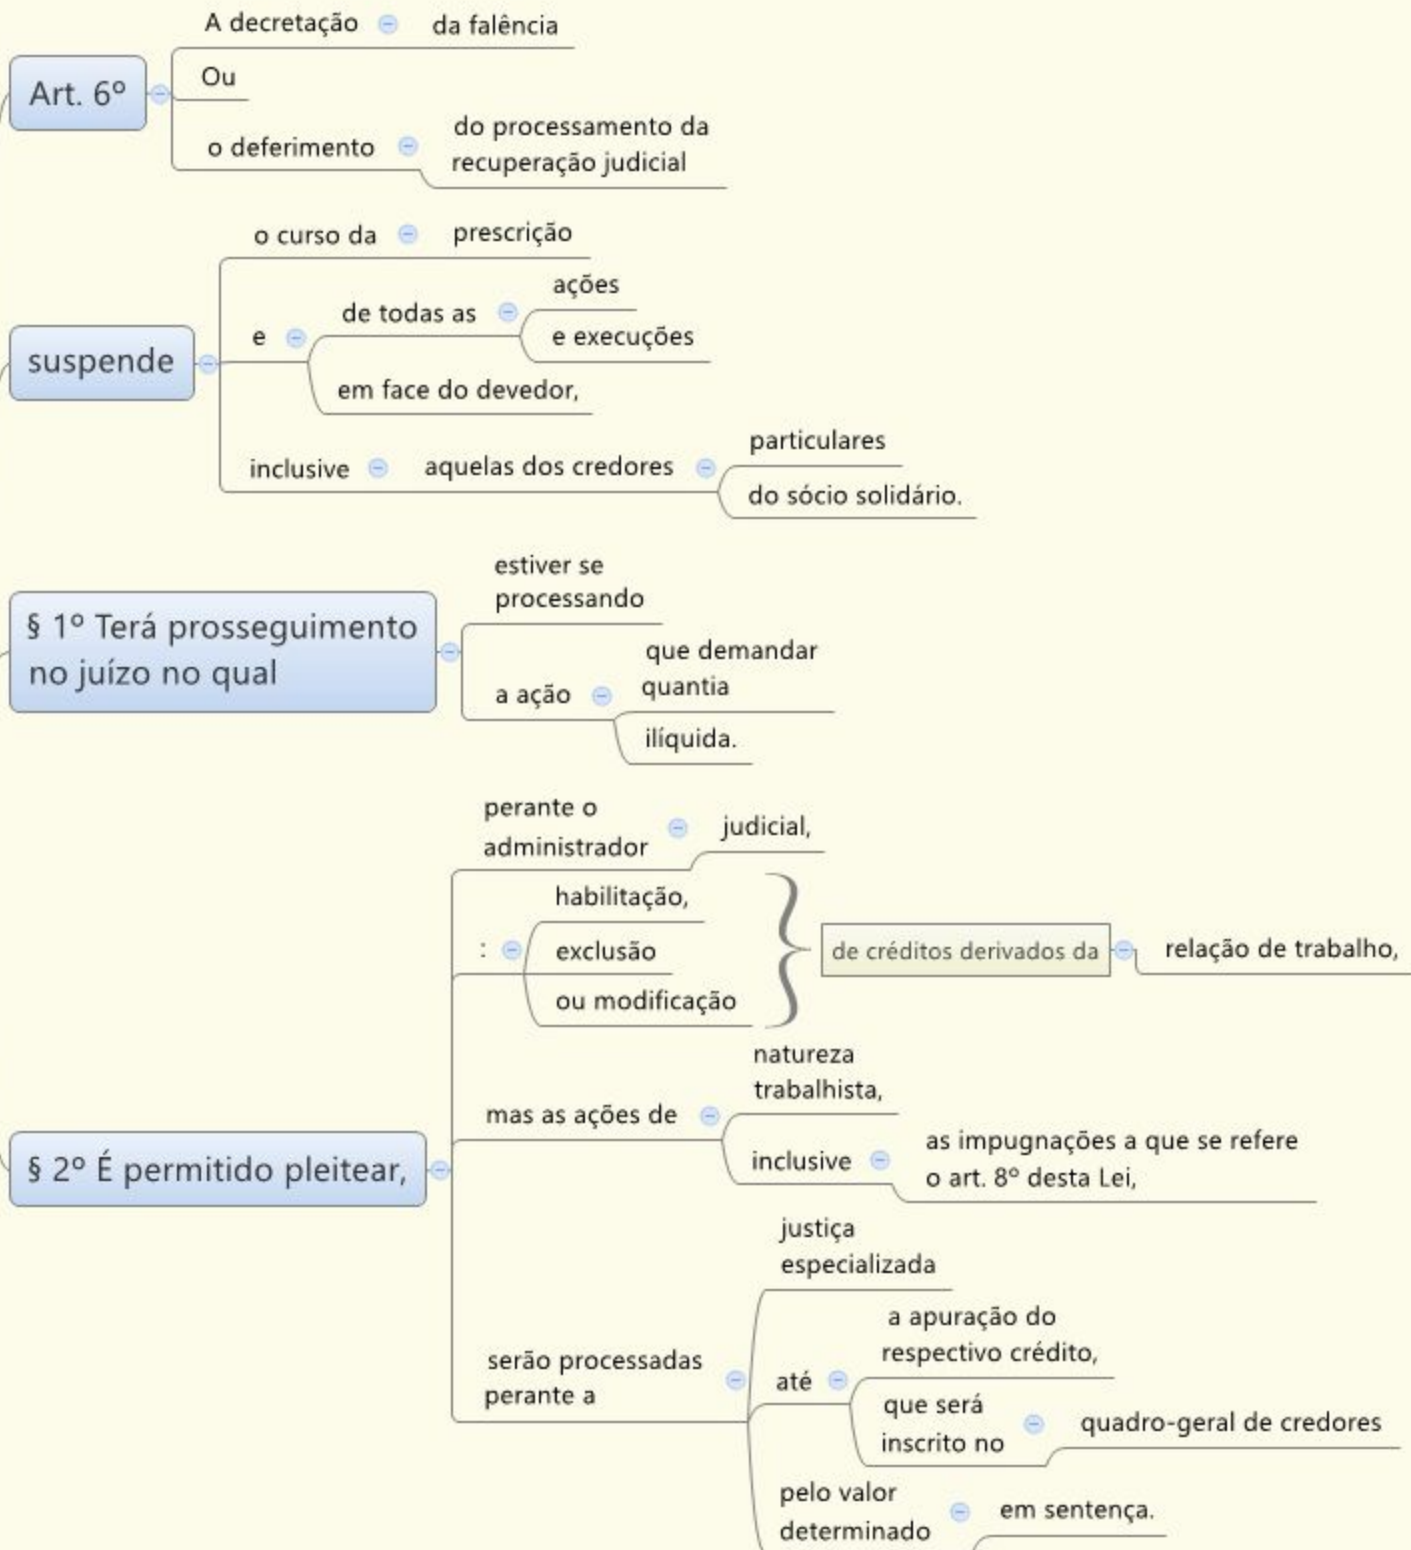 Art. 6º
A decretação
da falência
Ou
o deferimento
do processamento da
recuperação judicial
suspende
o curso da
prescrição
e
de todas as
ações
e execuções
em face do devedor,
inclusive
aquelas dos credores
particulares
do sócio solidário.
§ 1º Terá prosseguimento
no juízo no qual
estiver se
processando
a ação
que demandar
quantia
ilíquida.
§ 2º É permitido pleitear,
perante o
administrador
judicial,
:
habilitação,
exclusão
ou modificação
de créditos derivados da
relação de trabalho,
mas as ações de
natureza
trabalhista,
inclusive
as impugnações a que se refere
o art. 8º desta Lei,
serão processadas
perante a
justiça
especializada
até
a apuração do
respectivo crédito,
que será
inscrito no
quadro-geral de credores
pelo valor
determinado
em sentença.